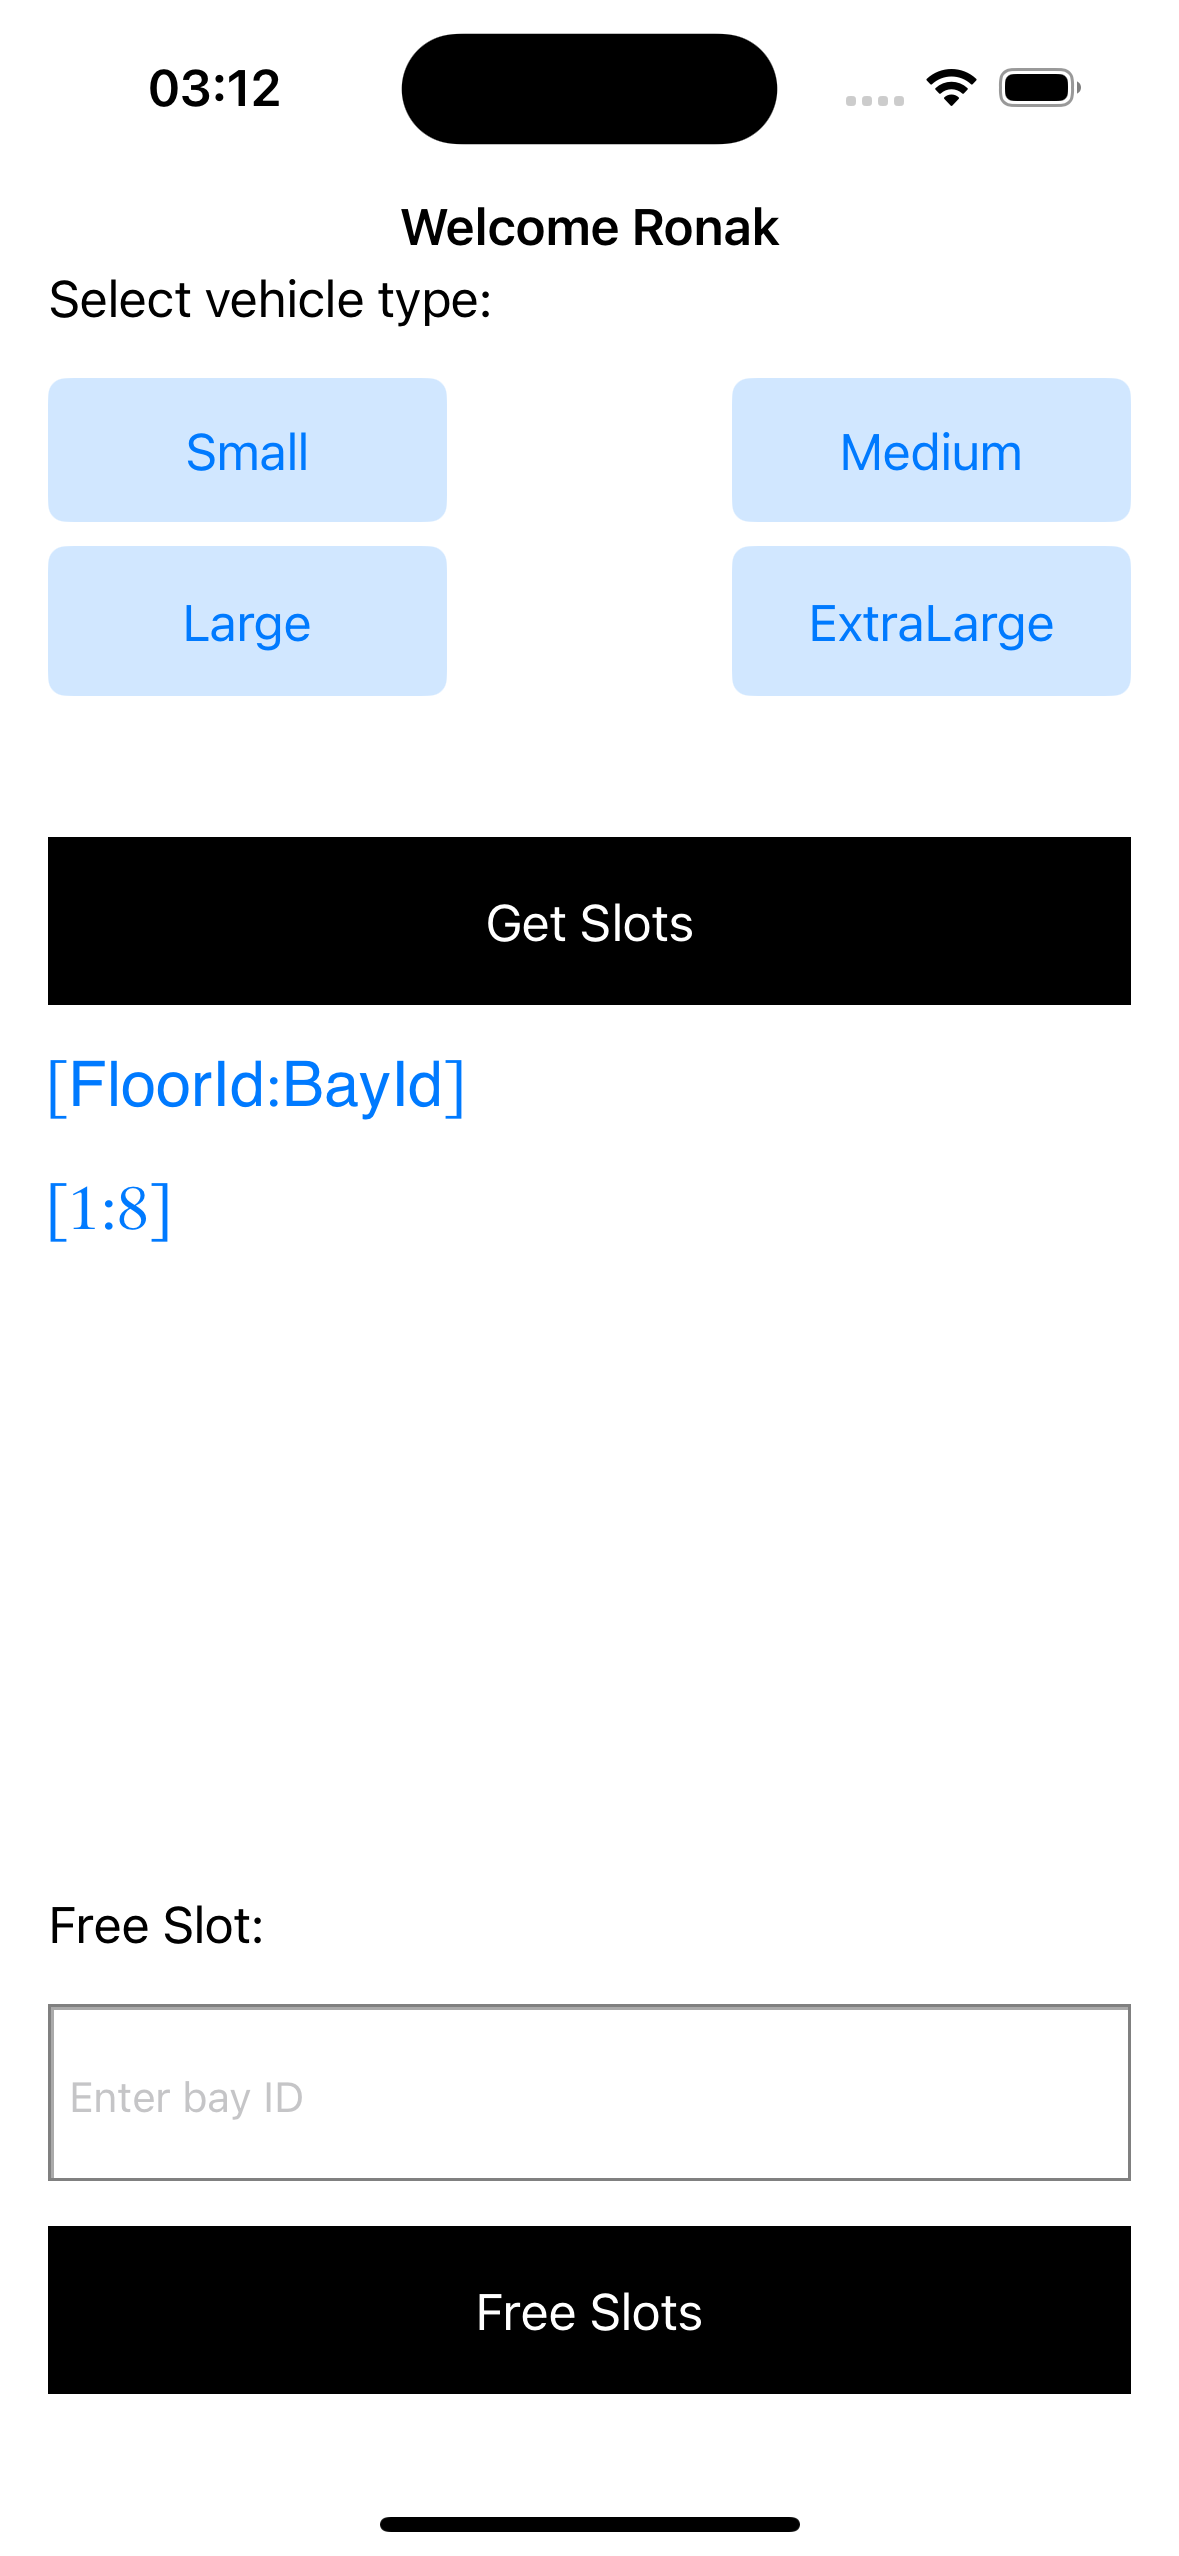 03:12
Welcome Ronak
Select vehicle type:
Small
Medium
Large
ExtraLarge
Get Slots
[FloorId:BayId]
[1:8]
Free Slot:
Enter bay ID
Free Slots